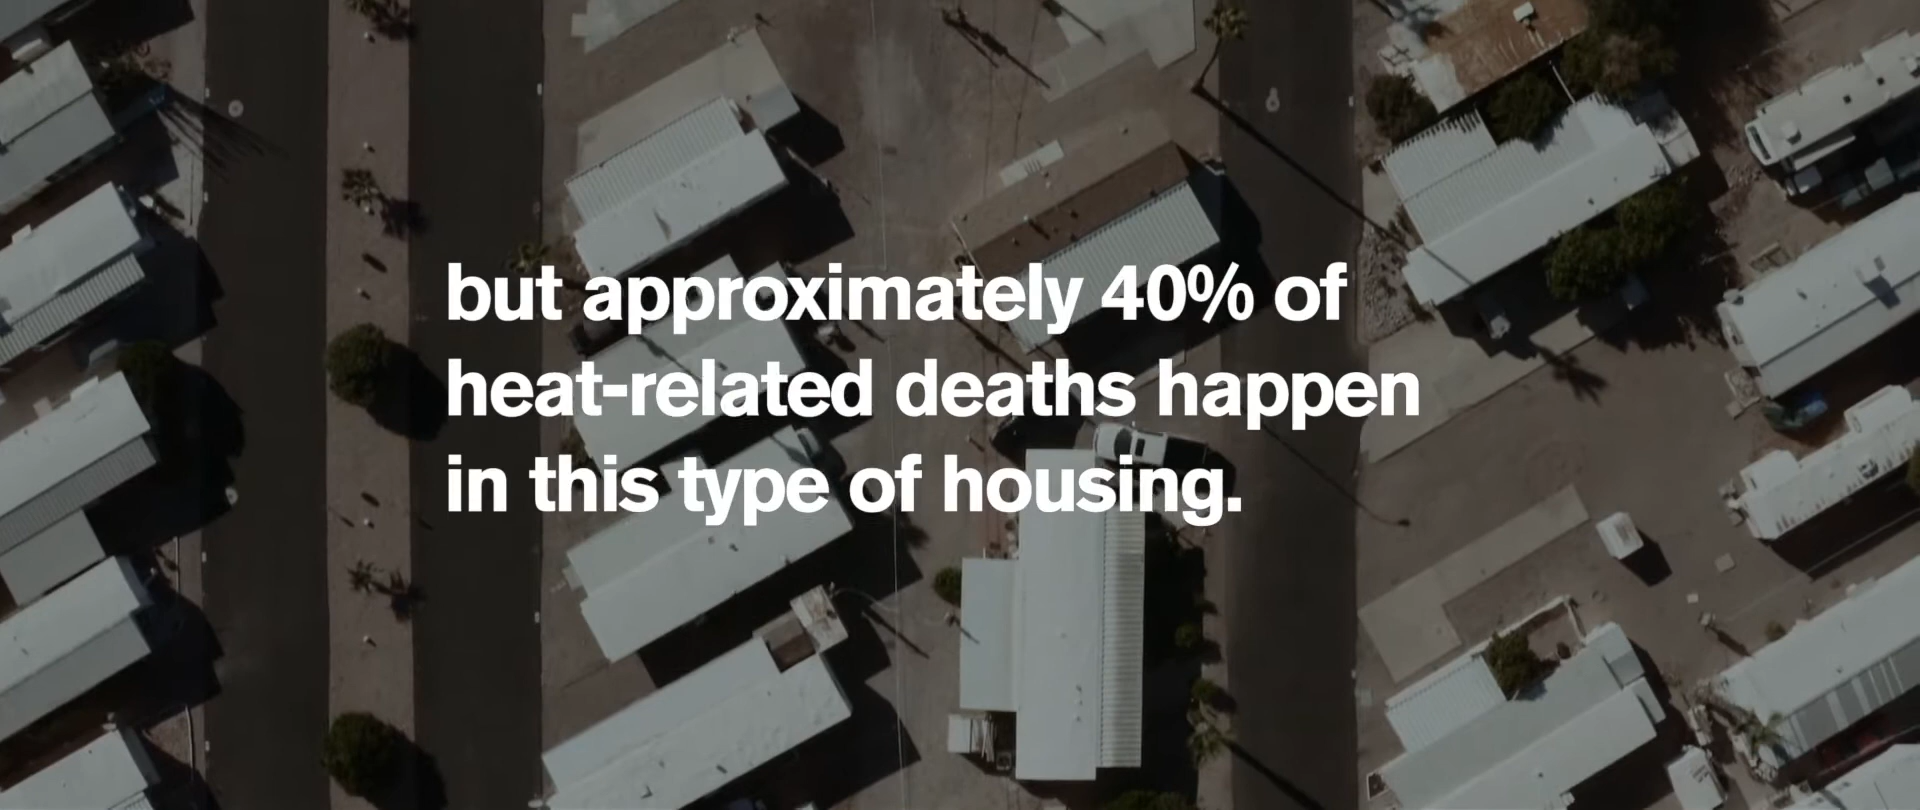 but approximately 40% of
heat-related deaths happen
in this type of housing.